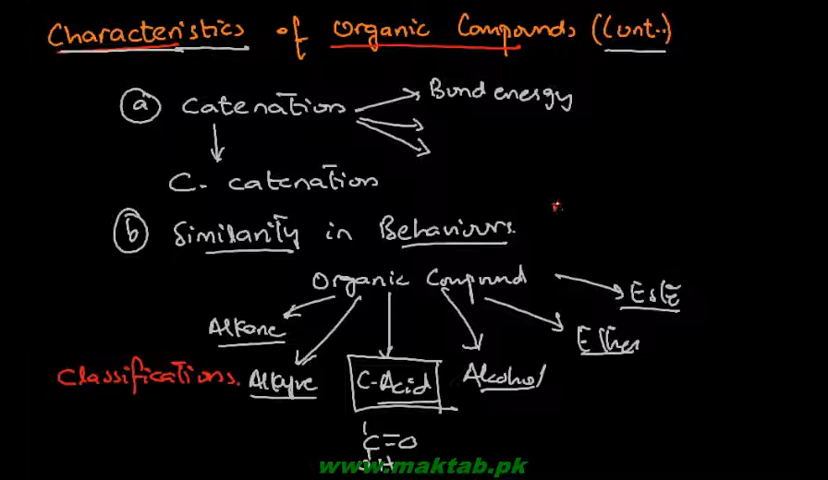 Characteristics of Organic Compounds (Cont..)
a Catenation Bond energy
C- catenation
b Similarity in Behaviours.
Organic Compound
Ester
Alkane
Ether
Classifications. Alkyne C-Acid Alcohol
C=O
www.maktab.pk